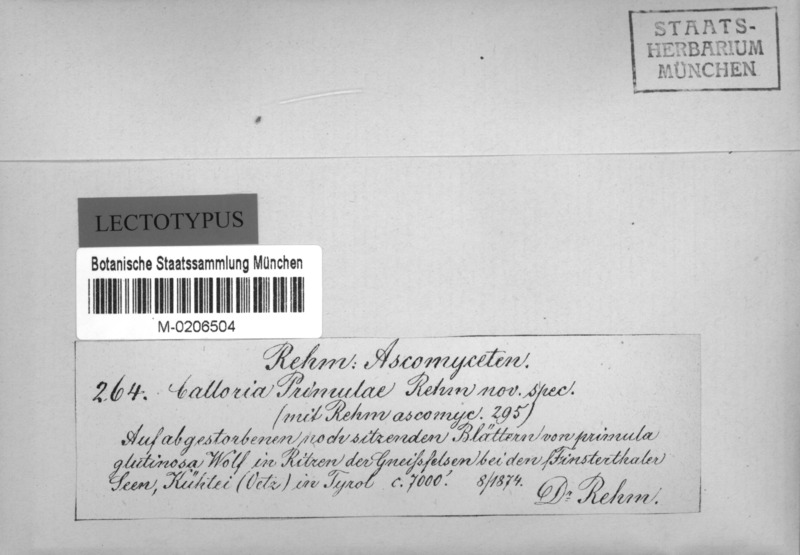 STAATS-
HERBARIUM
MÜNCHEN
LECTOTYPUS
Botanische Staatssammlung München
M-0206504
Rehm: Ascomyceten.
264. Calloria Primulae Rehm nov. spec.
(mit Rehm ascomyc. 295)
Auf abgestorbenen, noch sitzenden Blättern von primula
glutinosa Wolf in Ritzen der Gneißfelsen bei den Finsterthaler
Seen, Kühtei (Oetz) in Tyrol c. 7000'. 8/1874.
Dr. Rehm.